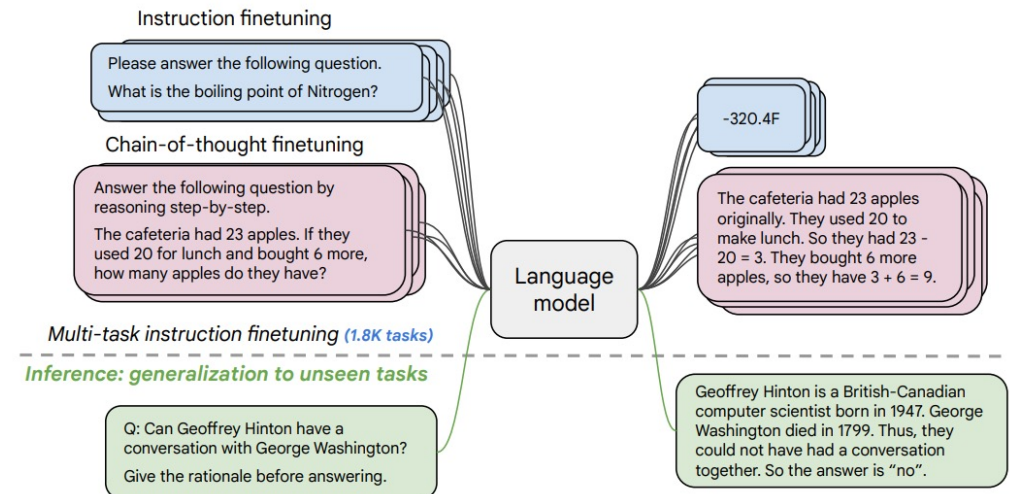 Instruction finetuning
Please answer the following question.
What is the boiling point of Nitrogen?
-320.4F
Chain-of-thought finetuning
Answer the following question by
reasoning step-by-step.
The cafeteria had 23 apples. If they
used 20 for lunch and bought 6 more,
how many apples do they have?
The cafeteria had 23 apples
originally. They used 20 to
make lunch. So they had 23 -
20 = 3. They bought 6 more
apples, so they have 3 + 6 = 9.
Language
model
Multi-task instruction finetuning (1.8K tasks)
Inference: generalization to unseen tasks
Q: Can Geoffrey Hinton have a
conversation with George Washington?
Give the rationale before answering.
Geoffrey Hinton is a British-Canadian
computer scientist born in 1947. George
Washington died in 1799. Thus, they
could not have had a conversation
together. So the answer is “no”.